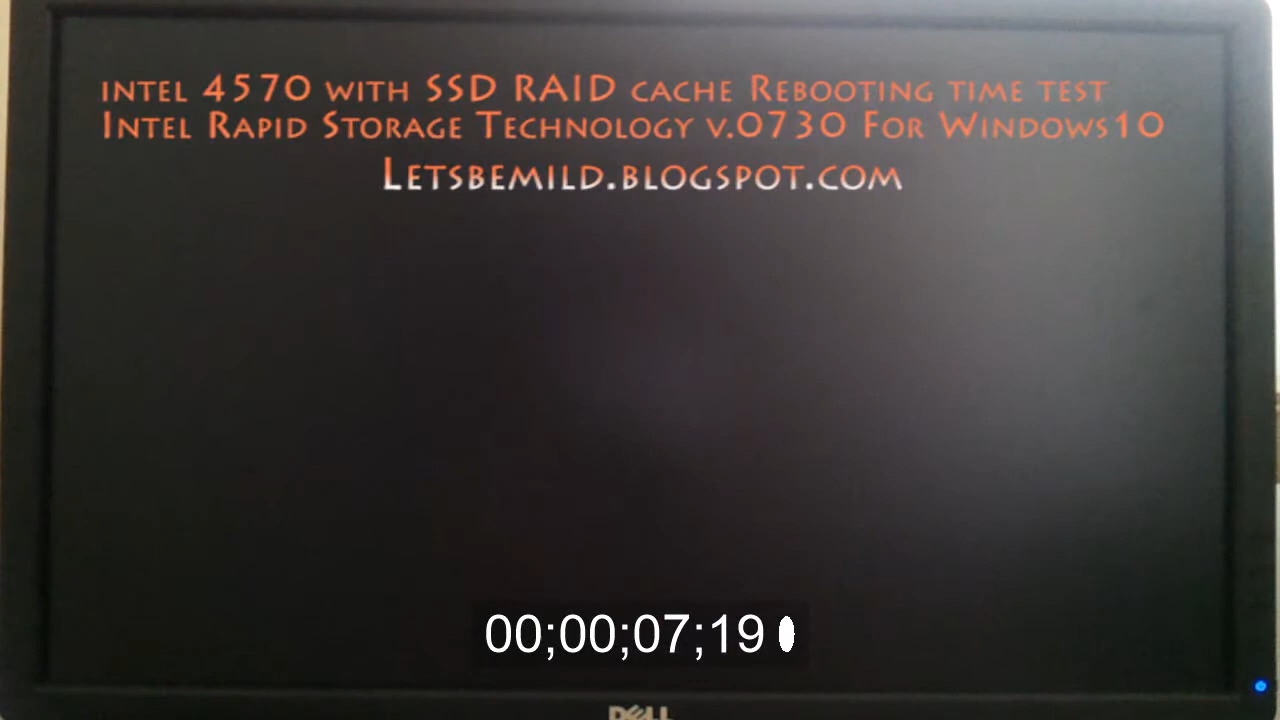 intel 4570 with SSD RAID cache Rebooting time test
Intel Rapid Storage Technology v.0730 For Windows10
Letsbemild.blogspot.com
00;00;07;19
DELL